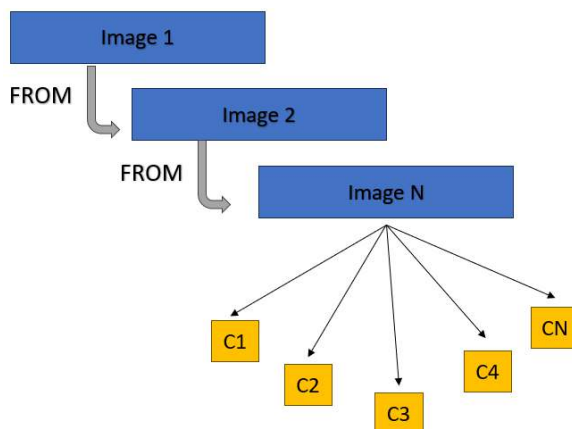 Image 1
FROM
Image 2
FROM
Image N
C1
C2
C3
C4
CN